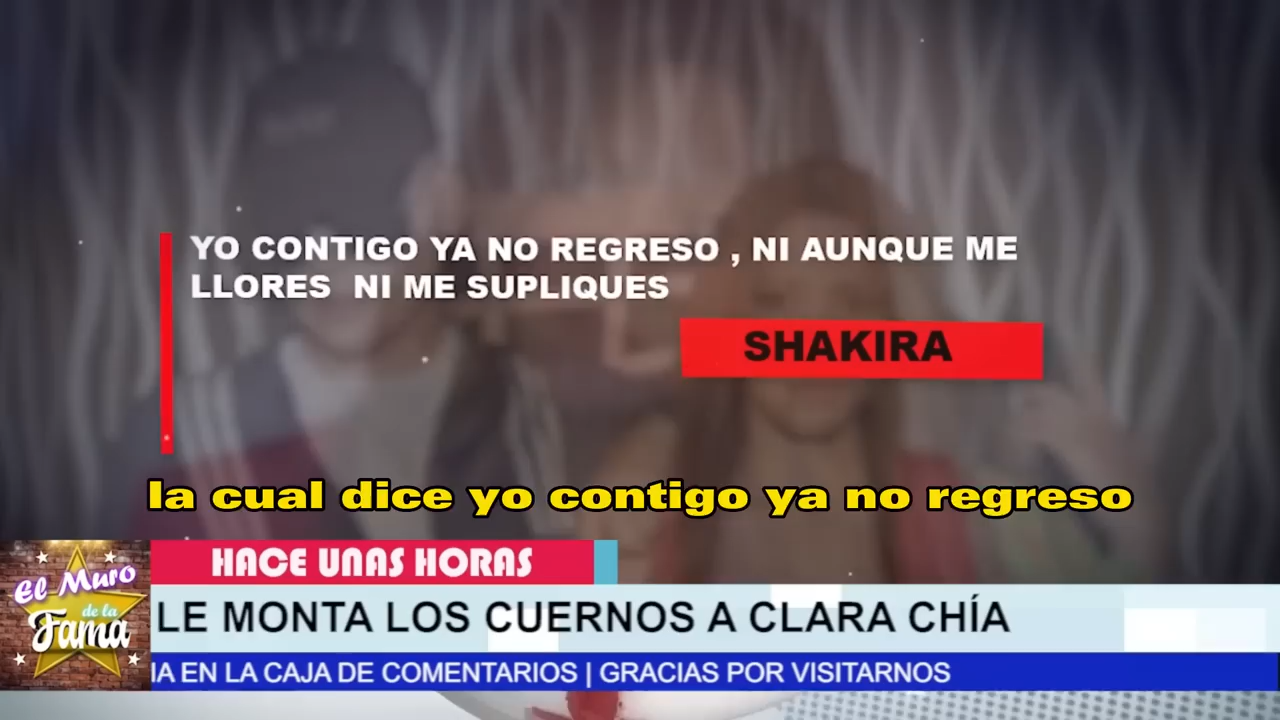 YO CONTIGO YA NO REGRESO , NI AUNQUE ME
LLORES NI ME SUPLIQUES
SHAKIRA
la cual dice yo contigo ya no regreso
HACE UNAS HORAS
El Muro
de la
Fama
LE MONTA LOS CUERNOS A CLARA CHÍA
IA EN LA CAJA DE COMENTARIOS | GRACIAS POR VISITARNOS